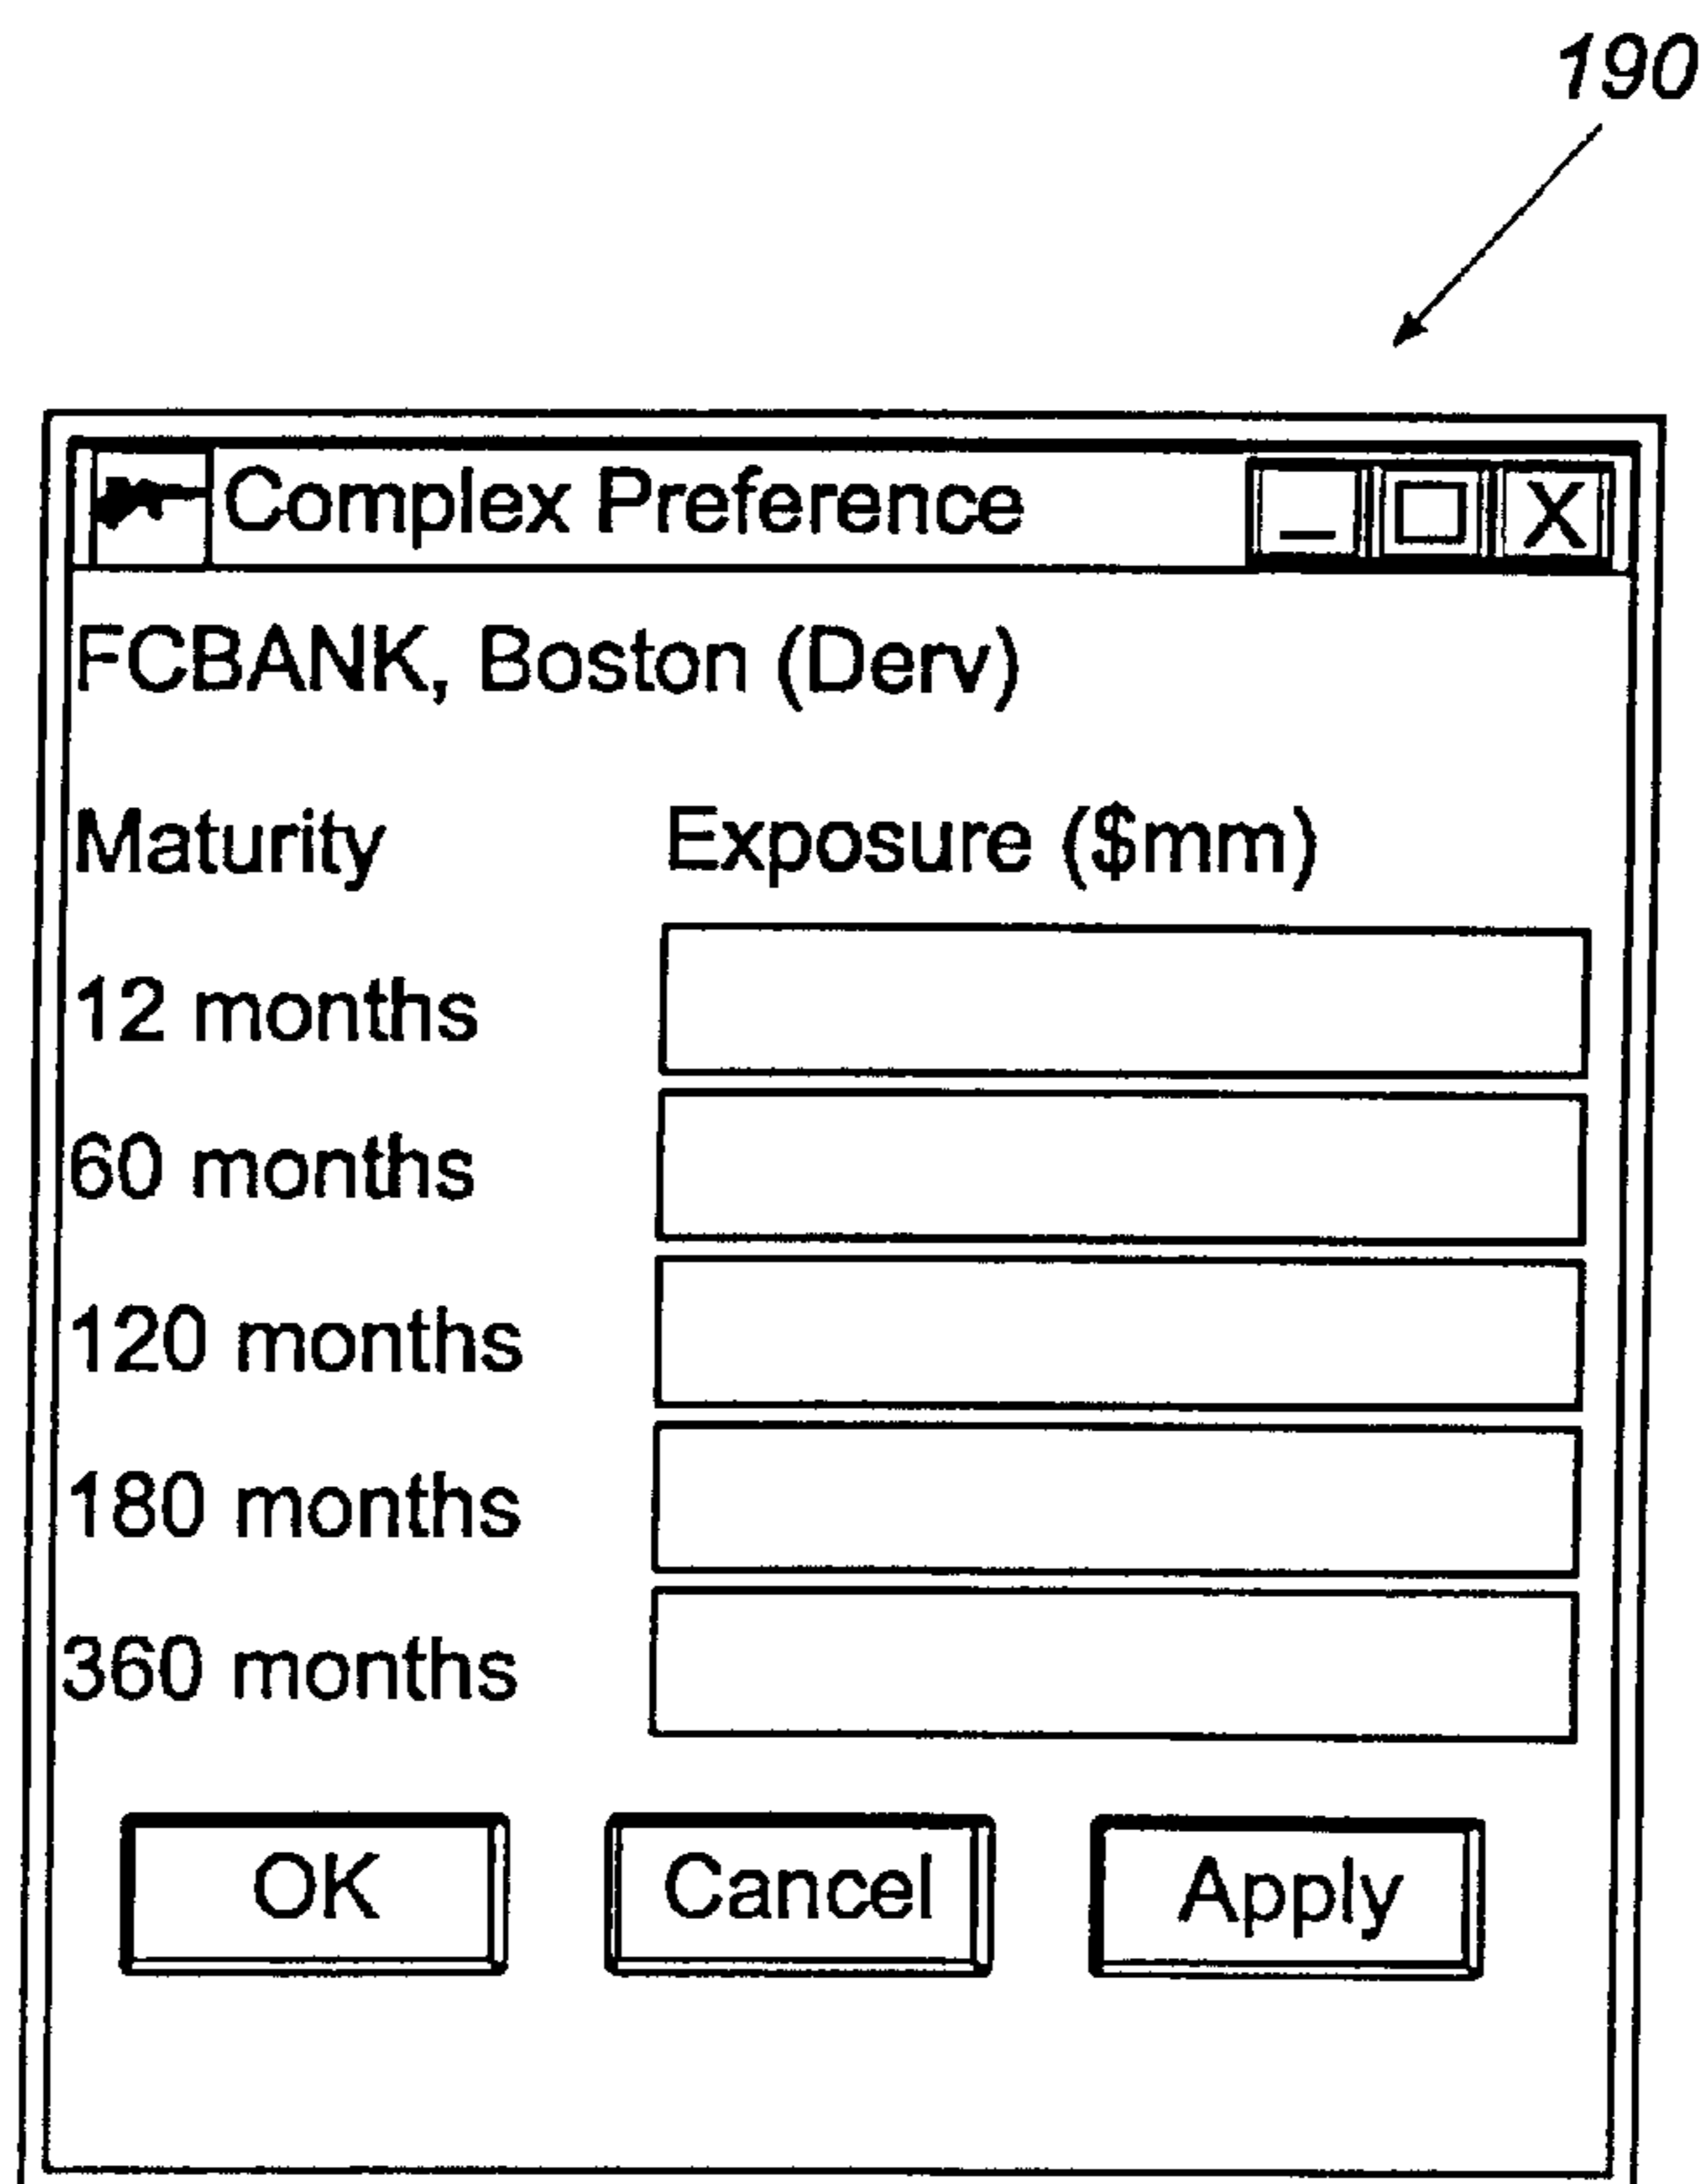 190
Complex Preference
FCBANK, Boston (Derv)
Maturity Exposure ($mm)
12 months
60 months
120 months
180 months
360 months
OK Cancel Apply